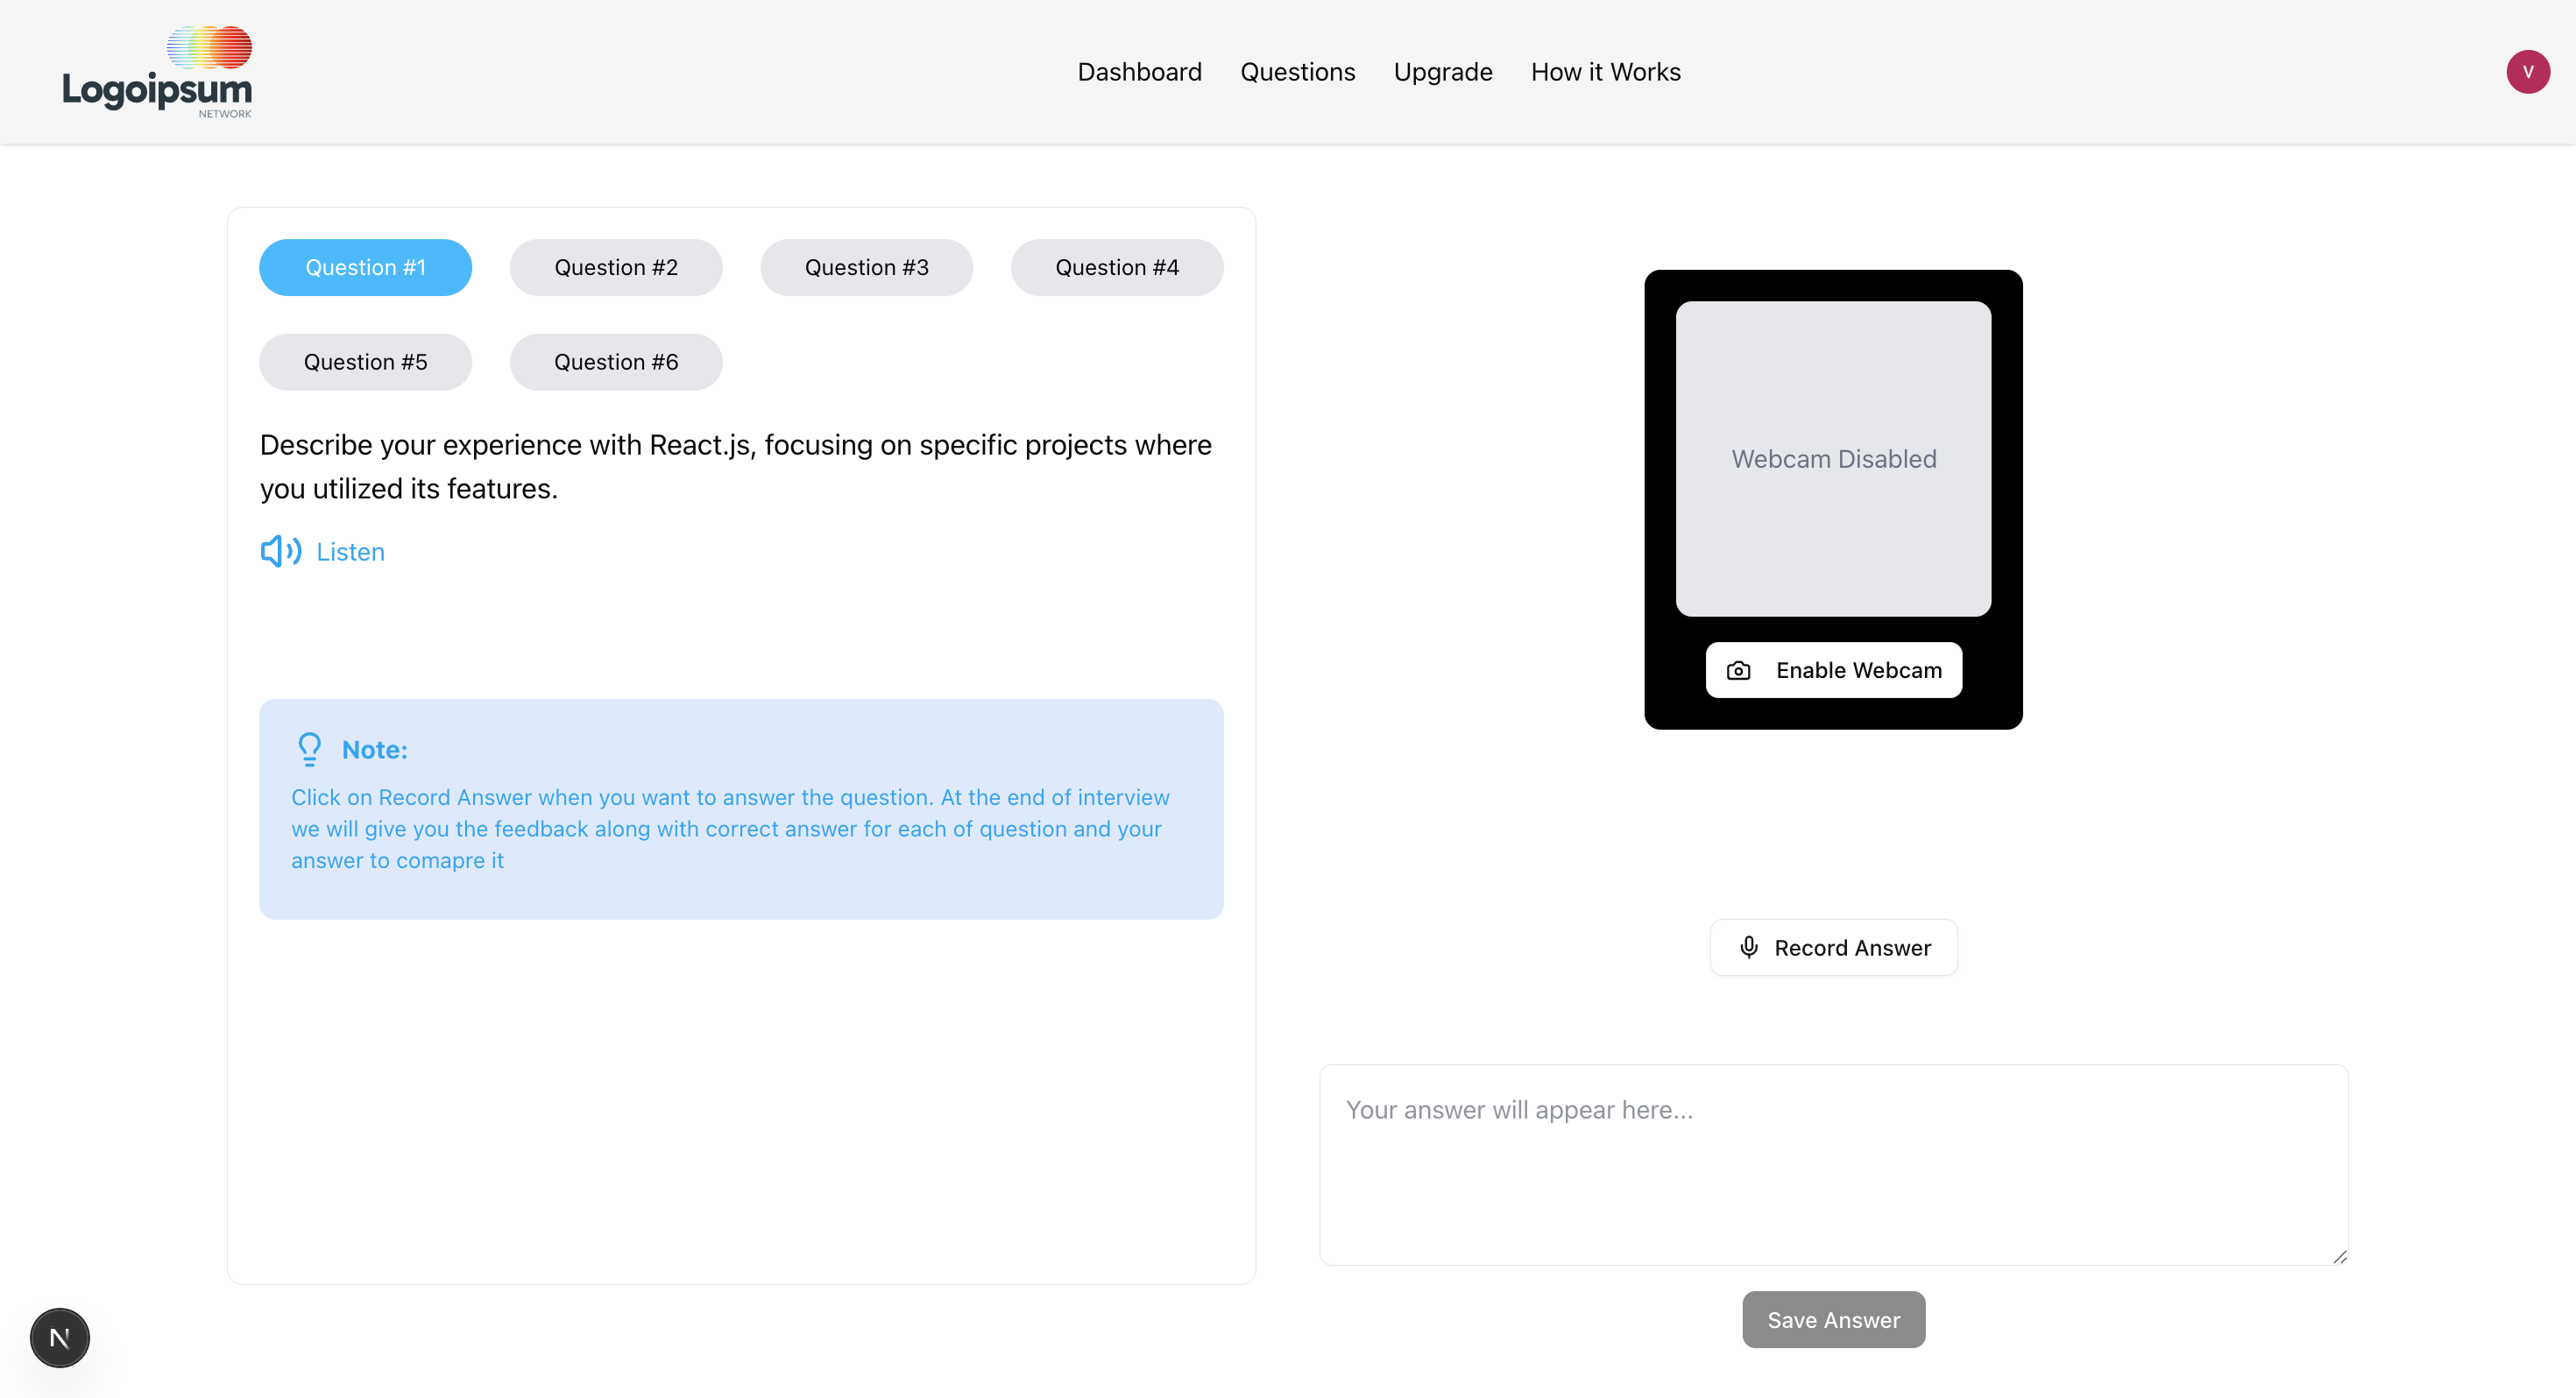 Logoipsum
NETWORK
Dashboard Questions Upgrade How it Works
V
Question #1 Question #2 Question #3 Question #4
Question #5 Question #6
Describe your experience with React.js, focusing on specific projects where
you utilized its features.
Listen
Note:
Click on Record Answer when you want to answer the question. At the end of interview
we will give you the feedback along with correct answer for each of question and your
answer to comapre it
Webcam Disabled
Enable Webcam
Record Answer
Your answer will appear here...
Save Answer
N